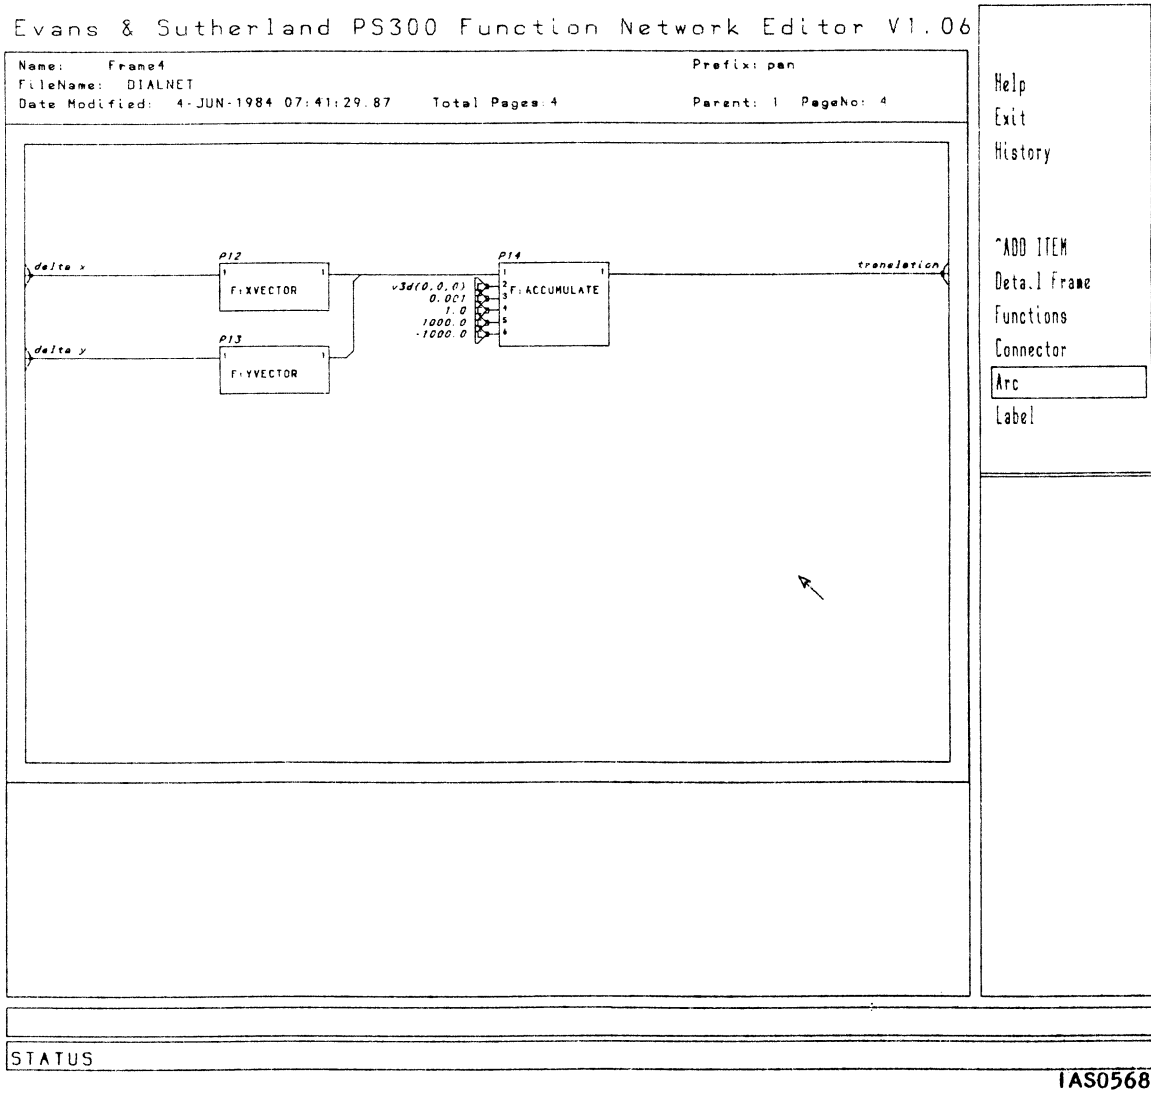 Evans & Sutherland PS300 Function Network Editor V1.06
Name: Frame4 Prefix: pan
FileName: DIALNET
Date Modified: 4-JUN-1984 07:41:29.87 Total Pages: 4 Parent: 1 PageNo: 4
Help
Exit
History
^ADD ITEM
Deta.l Frame
Functions
Connector
Arc
Label
delta x
P12
1 1
F:XVECTOR
delta y
P13
1 1
F:YVECTOR
P14
1 1
v3d(0,0,0) 2
F:ACCUMULATE
0.001 3
1.0 4
1000.0 5
-1000.0 6
translation
STATUS
IAS0568